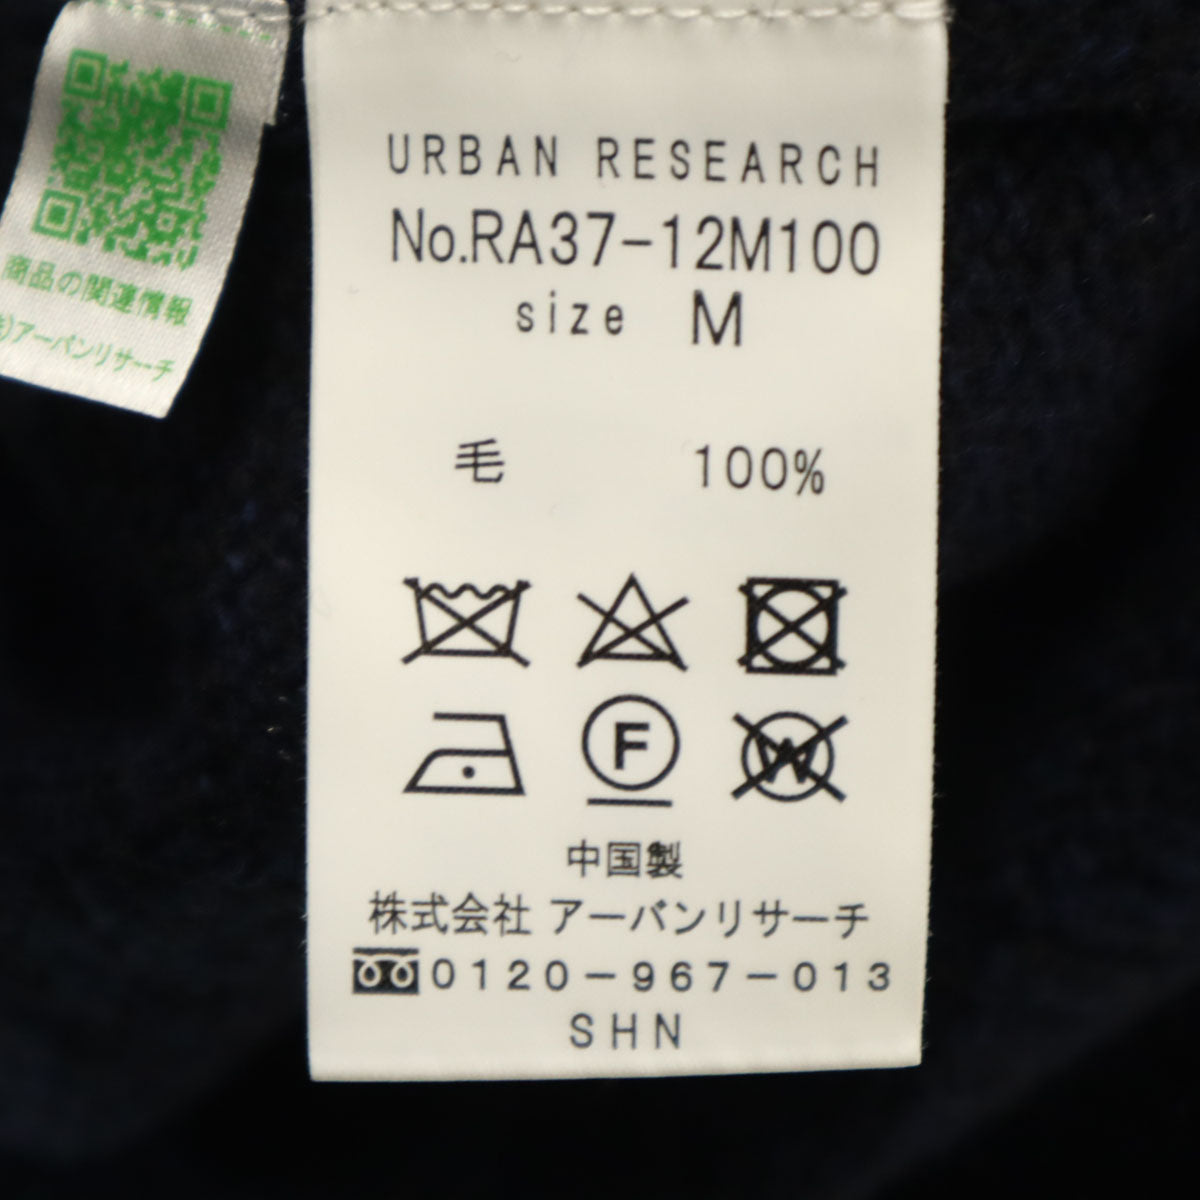 商品の関連情報
)アーバンリサーチ
URBAN RESEARCH
No.RA37-12M100
size M
毛 100%
F W
中国製
株式会社 アーバンリサーチ
0120-967-013
SHN